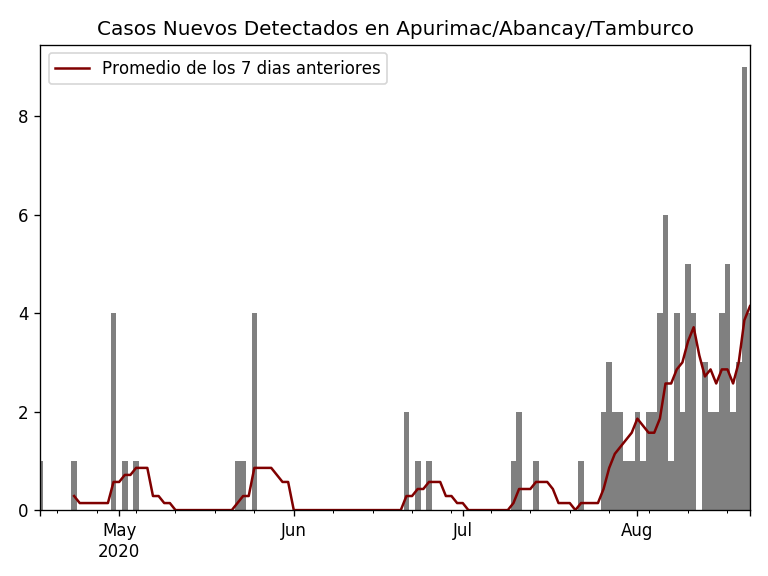 Casos Nuevos Detectados en Apurimac/Abancay/Tamburco
Promedio de los 7 dias anteriores
8
6
4
2
0
May Jun Jul Aug
2020